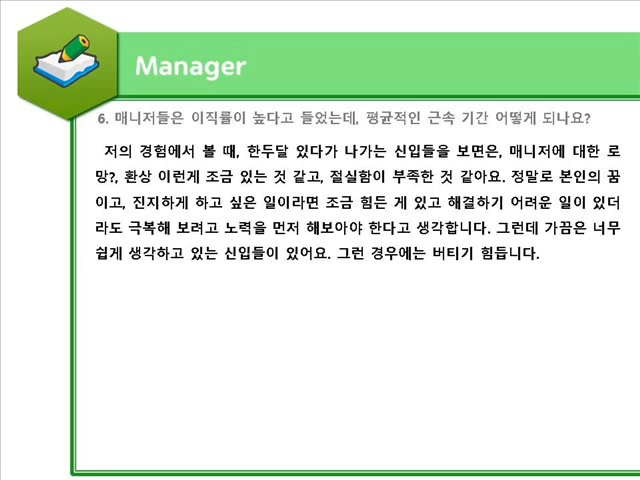 Manager
6. 매니저들은 이직률이 높다고 들었는데, 평균적인 근속 기간 어떻게 되나요?
저의 경험에서 볼 때, 한두달 있다가 나가는 신입들을 보면은, 매니저에 대한 로
망?, 환상 이런게 조금 있는 것 같고, 절실함이 부족한 것 같아요. 정말로 본인의 꿈
이고, 진지하게 하고 싶은 일이라면 조금 힘든 게 있고 해결하기 어려운 일이 있더
라도 극복해 보려고 노력을 먼저 해보아야 한다고 생각합니다. 그런데 가끔은 너무
쉽게 생각하고 있는 신입들이 있어요. 그런 경우에는 버티기 힘듭니다.